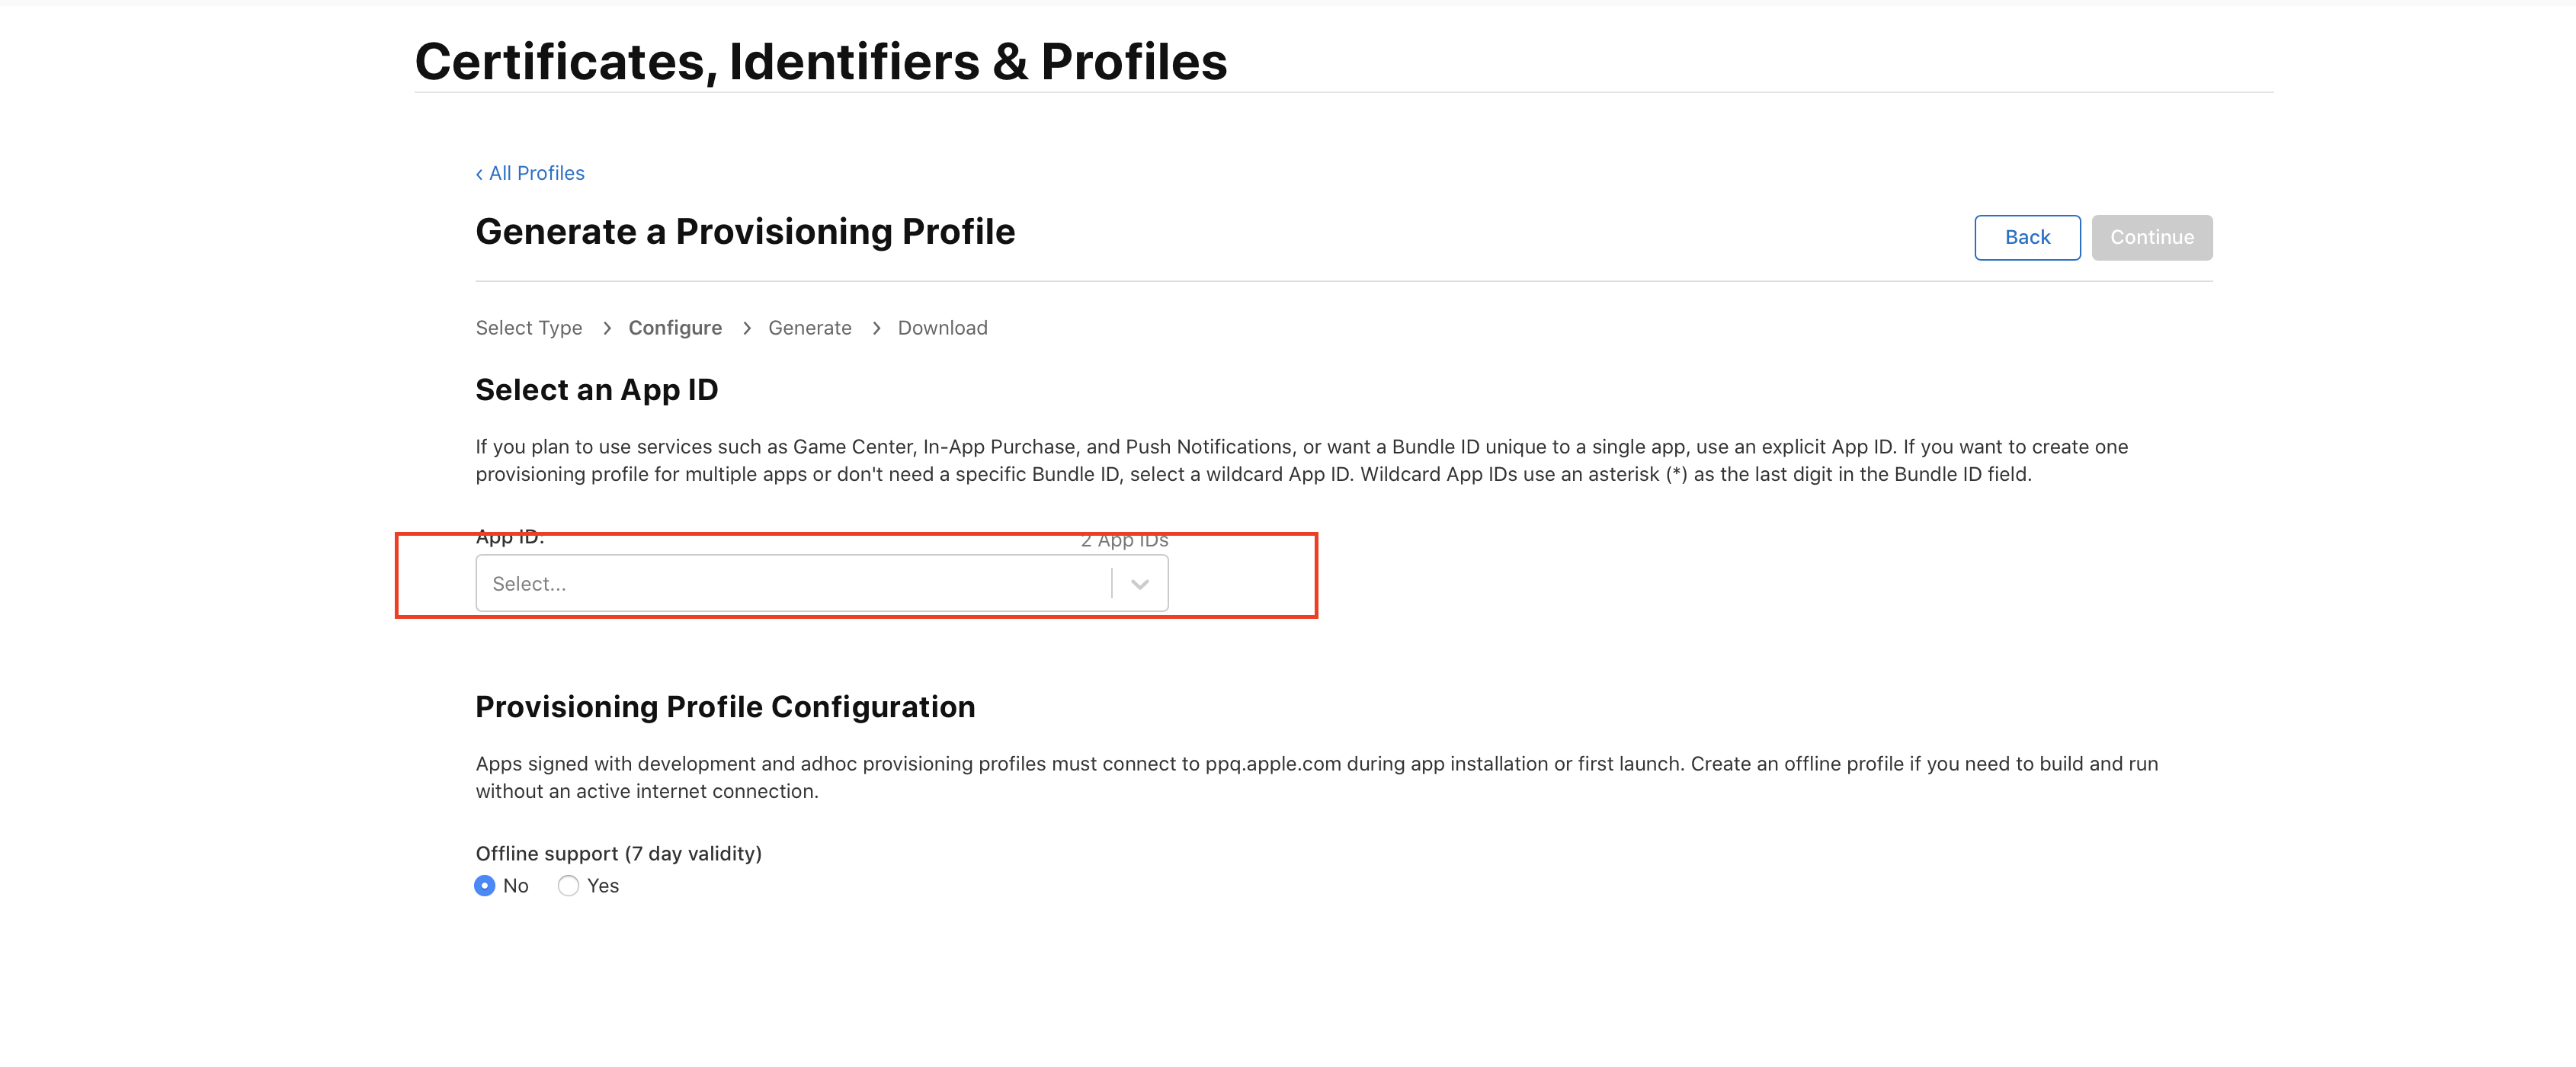 Certificates, Identifiers & Profiles
‹ All Profiles
Generate a Provisioning Profile
Back
Continue
Select Type > Configure > Generate > Download
Select an App ID
If you plan to use services such as Game Center, In-App Purchase, and Push Notifications, or want a Bundle ID unique to a single app, use an explicit App ID. If you want to create one
provisioning profile for multiple apps or don't need a specific Bundle ID, select a wildcard App ID. Wildcard App IDs use an asterisk (*) as the last digit in the Bundle ID field.
App ID:
2 App IDs
Select...
Provisioning Profile Configuration
Apps signed with development and adhoc provisioning profiles must connect to ppq.apple.com during app installation or first launch. Create an offline profile if you need to build and run
without an active internet connection.
Offline support (7 day validity)
No Yes